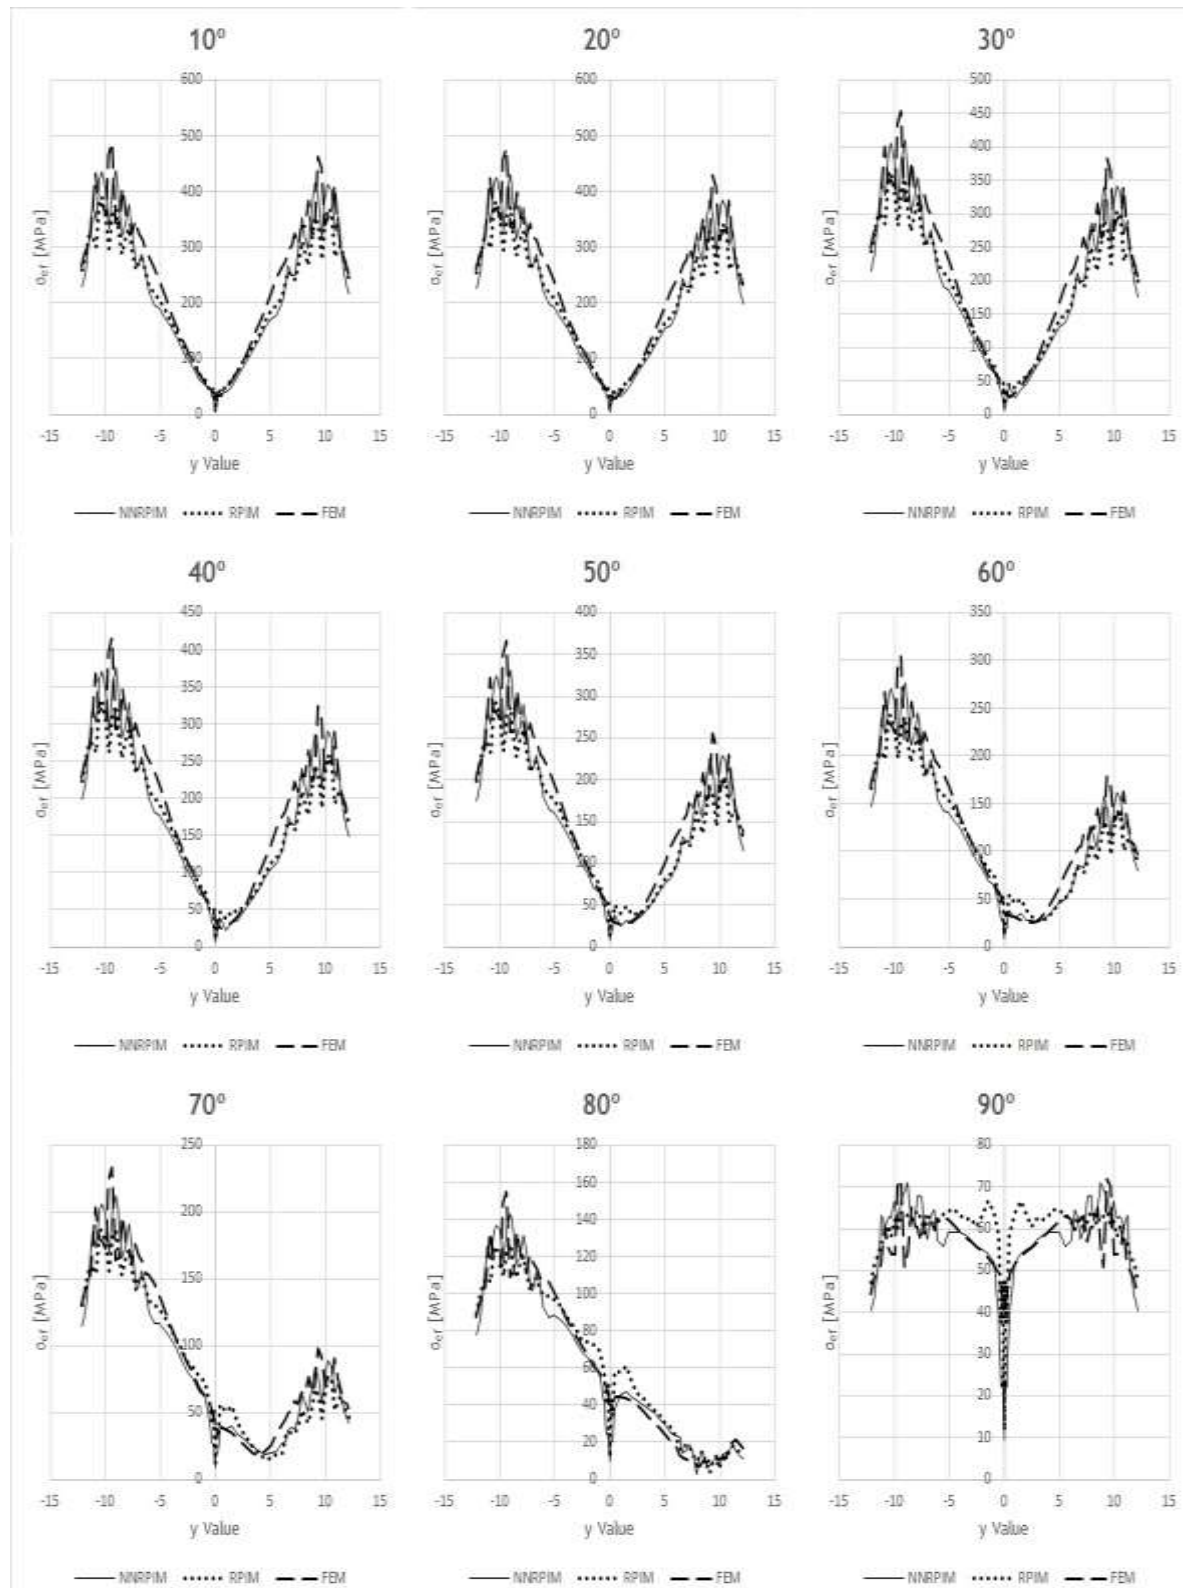 10º
20º
30º
600
500
400
300
200
100
0
σef [MPa]
-15 -10 -5 0 5 10 15
y Value
NNRPIM RPIM FEM
600
500
400
300
200
100
0
σef [MPa]
-15 -10 -5 0 5 10 15
y Value
NNRPIM RPIM FEM
500
450
400
350
300
250
200
150
100
50
0
σef [MPa]
-15 -10 -5 0 5 10 15
y Value
NNRPIM RPIM FEM
40º
50º
60º
450
400
350
300
250
200
150
100
50
0
σef [MPa]
-15 -10 -5 0 5 10 15
y Value
NNRPIM RPIM FEM
400
350
300
250
200
150
100
50
0
σef [MPa]
-15 -10 -5 0 5 10 15
y Value
NNRPIM RPIM FEM
350
300
250
200
150
100
50
0
σef [MPa]
-15 -10 -5 0 5 10 15
y Value
NNRPIM RPIM FEM
70º
80º
90º
250
200
150
100
50
0
σef [MPa]
-15 -10 -5 0 5 10 15
y Value
NNRPIM RPIM FEM
180
160
140
120
100
80
60
40
20
0
σef [MPa]
-15 -10 -5 0 5 10 15
y Value
NNRPIM RPIM FEM
80
70
60
50
40
30
20
10
0
σef [MPa]
-15 -10 -5 0 5 10 15
y Value
NNRPIM RPIM FEM